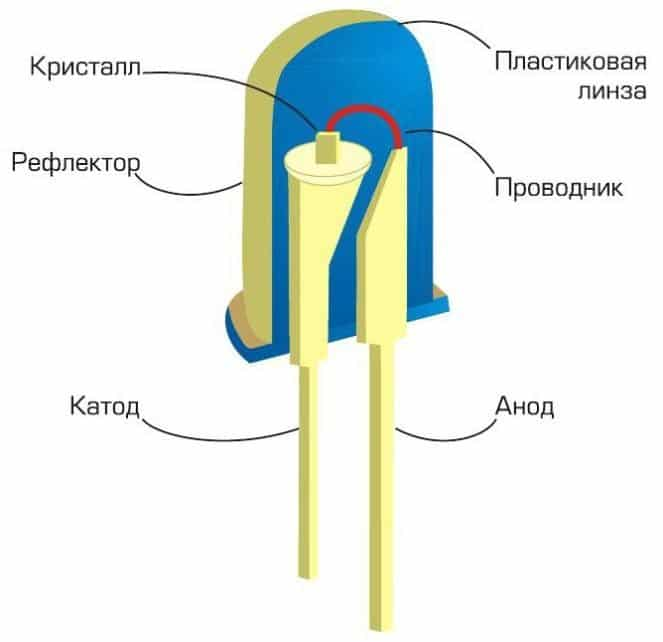 Кристалл
Пластиковая
линза
Рефлектор
Проводник
Катод
Анод